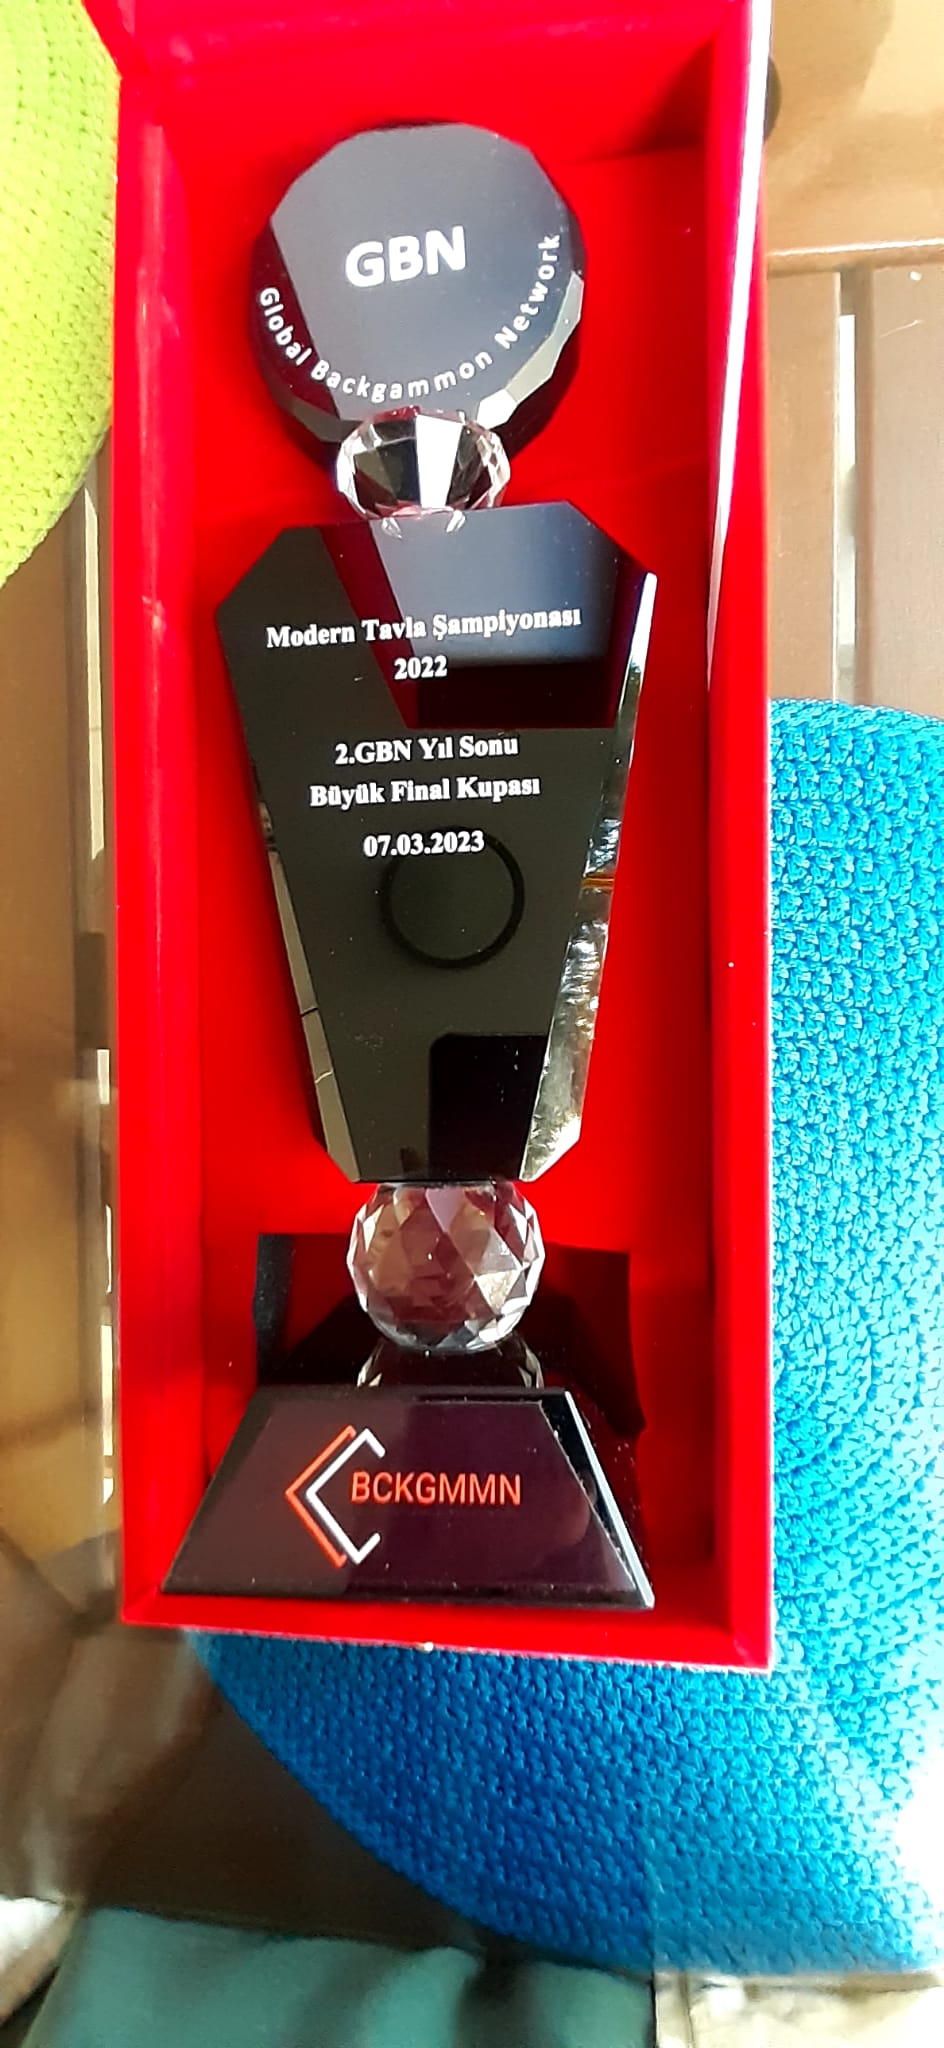 GBN
Global Backgammon Network
Modern Tavla Şampiyonası
2022
2.GBN Yıl Sonu
Büyük Final Kupası
07.03.2023
BCKGMMN